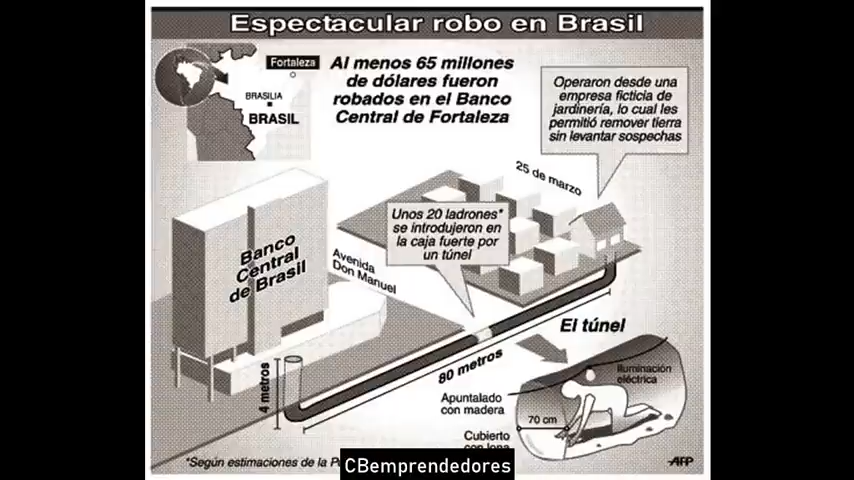 Espectacular robo en Brasil
Fortaleza
BRASILIA
BRASIL
Al menos 65 millones
de dólares fueron
robados en el Banco
Central de Fortaleza
Operaron desde una
empresa ficticia de
jardinería, lo cual les
permitió remover tierra
sin levantar sospechas
25 de marzo
Unos 20 ladrones*
se introdujeron en
la caja fuerte por
un túnel
Banco
Central
de Brasil
Avenida
Don Manuel
El túnel
80 metros
4 metros
Iluminación
eléctrica
Apuntalado
con madera
70 cm
Cubierto
con lona
*Según estimaciones de la
AFP
CBemprendedores